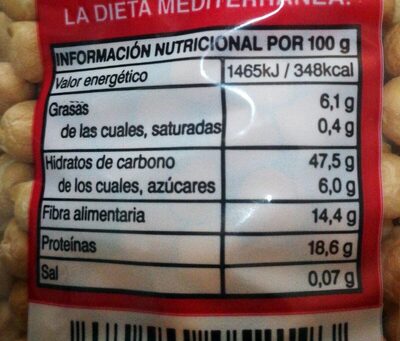 LA DIETA MEDITERRÁNEA.
INFORMACIÓN NUTRICIONAL POR 100 g
Valor energético 1465kJ / 348kcal
Grasas 6,1 g
de las cuales, saturadas 0,4 g
Hidratos de carbono 47,5 g
de los cuales, azúcares 6,0 g
Fibra alimentaria 14,4 g
Proteínas 18,6 g
Sal 0,07 g